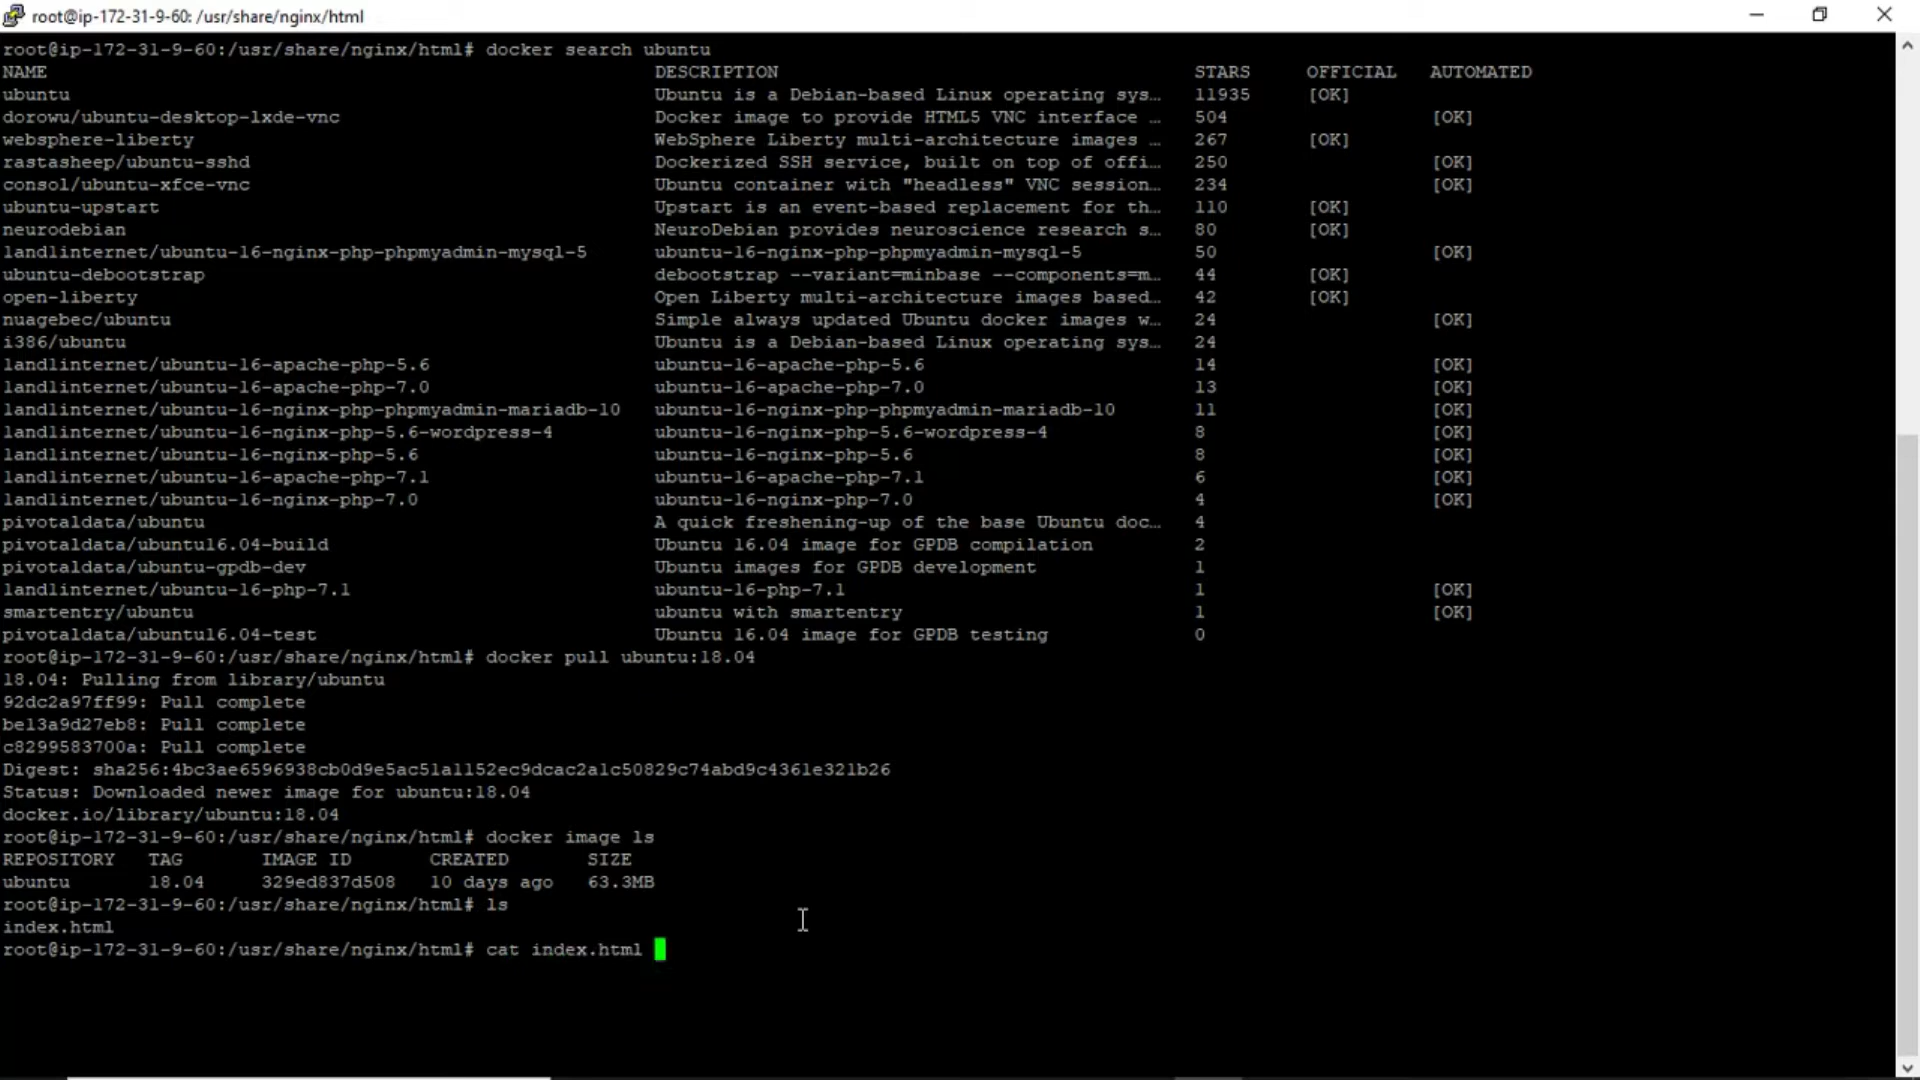 root@ip-172-31-9-60: /usr/share/nginx/html
root@ip-172-31-9-60:/usr/share/nginx/html# docker search ubuntu
NAME DESCRIPTION STARS OFFICIAL AUTOMATED
ubuntu Ubuntu is a Debian-based Linux operating sys… 11935 [OK]
dorowu/ubuntu-desktop-lxde-vnc Docker image to provide HTML5 VNC interface … 504 [OK]
websphere-liberty WebSphere Liberty multi-architecture images … 267 [OK]
rastasheep/ubuntu-sshd Dockerized SSH service, built on top of offi… 250 [OK]
consol/ubuntu-xfce-vnc Ubuntu container with "headless" VNC session… 234 [OK]
ubuntu-upstart Upstart is an event-based replacement for th… 110 [OK]
neurodebian NeuroDebian provides neuroscience research s… 80 [OK]
landlinternet/ubuntu-16-nginx-php-phpmyadmin-mysql-5 ubuntu-16-nginx-php-phpmyadmin-mysql-5 50 [OK]
ubuntu-debootstrap debootstrap --variant=minbase --components=m… 44 [OK]
open-liberty Open Liberty multi-architecture images based… 42 [OK]
nuagebec/ubuntu Simple always updated Ubuntu docker images w… 24 [OK]
i386/ubuntu Ubuntu is a Debian-based Linux operating sys… 24
landlinternet/ubuntu-16-apache-php-5.6 ubuntu-16-apache-php-5.6 14 [OK]
landlinternet/ubuntu-16-apache-php-7.0 ubuntu-16-apache-php-7.0 13 [OK]
landlinternet/ubuntu-16-nginx-php-phpmyadmin-mariadb-10 ubuntu-16-nginx-php-phpmyadmin-mariadb-10 11 [OK]
landlinternet/ubuntu-16-nginx-php-5.6-wordpress-4 ubuntu-16-nginx-php-5.6-wordpress-4 8 [OK]
landlinternet/ubuntu-16-nginx-php-5.6 ubuntu-16-nginx-php-5.6 8 [OK]
landlinternet/ubuntu-16-apache-php-7.1 ubuntu-16-apache-php-7.1 6 [OK]
landlinternet/ubuntu-16-nginx-php-7.0 ubuntu-16-nginx-php-7.0 4 [OK]
pivotaldata/ubuntu A quick freshening-up of the base Ubuntu doc… 4
pivotaldata/ubuntu16.04-build Ubuntu 16.04 image for GPDB compilation 2
pivotaldata/ubuntu-gpdb-dev Ubuntu images for GPDB development 1
landlinternet/ubuntu-16-php-7.1 ubuntu-16-php-7.1 1 [OK]
smartentry/ubuntu ubuntu with smartentry 1 [OK]
pivotaldata/ubuntu16.04-test Ubuntu 16.04 image for GPDB testing 0
root@ip-172-31-9-60:/usr/share/nginx/html# docker pull ubuntu:18.04
18.04: Pulling from library/ubuntu
92dc2a97ff99: Pull complete
be13a9d27eb8: Pull complete
c8299583700a: Pull complete
Digest: sha256:4bc3ae6596938cb0d9e5ac51a1152ec9dcac2a1c50829c74abd9c4361e321b26
Status: Downloaded newer image for ubuntu:18.04
docker.io/library/ubuntu:18.04
root@ip-172-31-9-60:/usr/share/nginx/html# docker image ls
REPOSITORY TAG IMAGE ID CREATED SIZE
ubuntu 18.04 329ed837d508 10 days ago 63.3MB
root@ip-172-31-9-60:/usr/share/nginx/html# ls
index.html
root@ip-172-31-9-60:/usr/share/nginx/html# cat index.html